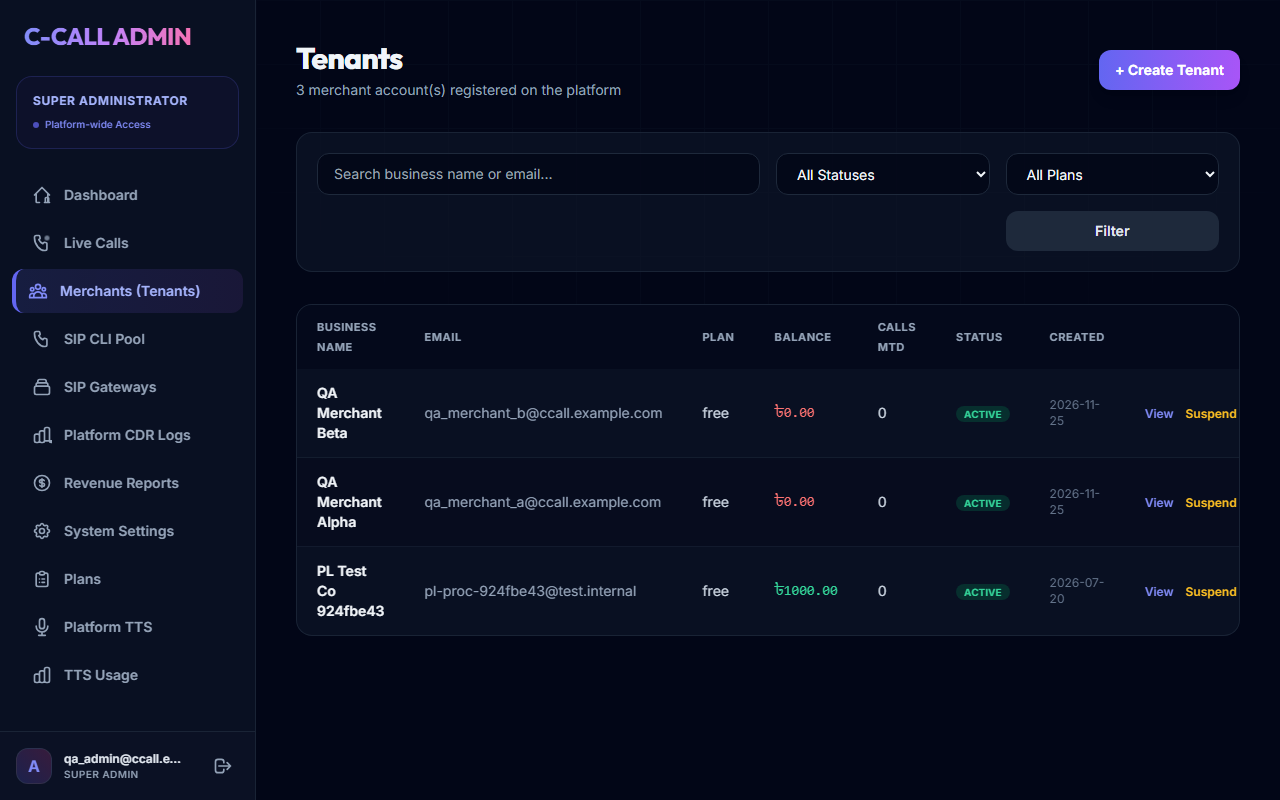 C-CALL ADMIN
SUPER ADMINISTRATOR
Platform-wide Access
Dashboard
Live Calls
Merchants (Tenants)
SIP CLI Pool
SIP Gateways
Platform CDR Logs
Revenue Reports
System Settings
Plans
Platform TTS
TTS Usage
A
qa_admin@ccall.e...
SUPER ADMIN
Tenants
3 merchant account(s) registered on the platform
+ Create Tenant
Search business name or email...
All Statuses
All Plans
Filter
BUSINESS NAME EMAIL PLAN BALANCE CALLS MTD STATUS CREATED
QA Merchant Beta qa_merchant_b@ccall.example.com free ৳0.00 0 ACTIVE 2026-11-25 View Suspend
QA Merchant Alpha qa_merchant_a@ccall.example.com free ৳0.00 0 ACTIVE 2026-11-25 View Suspend
PL Test Co 924fbe43 pl-proc-924fbe43@test.internal free ৳1000.00 0 ACTIVE 2026-07-20 View Suspend